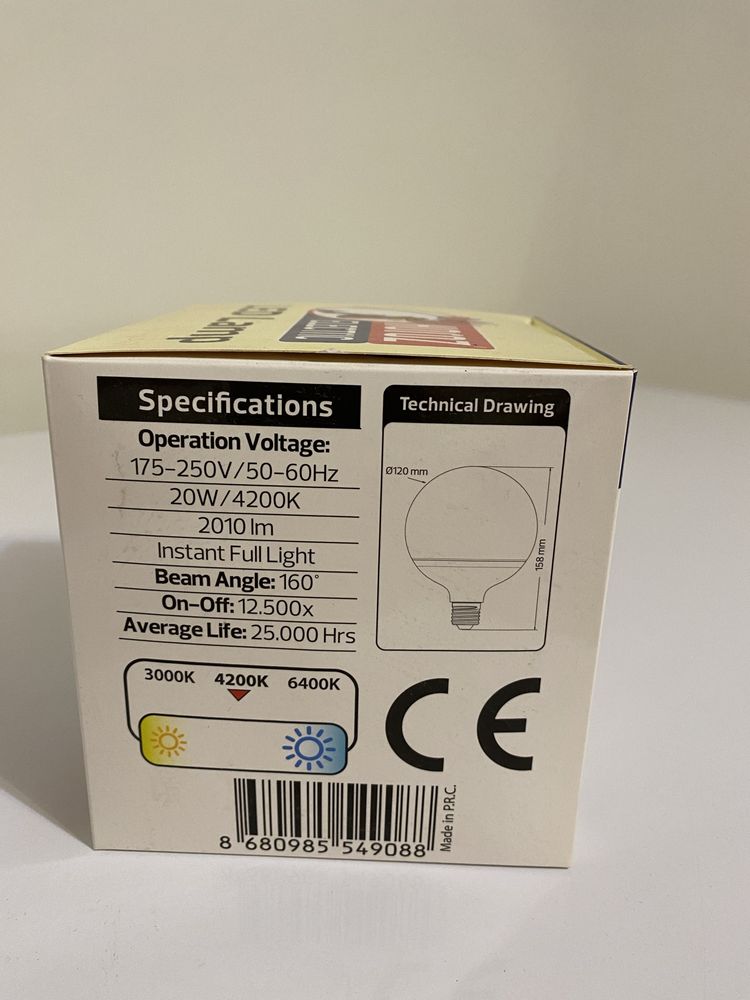 LED Lamp
Specifications
Operation Voltage:
175-250V/50-60Hz
20W/4200K
2010 lm
Instant Full Light
Beam Angle: 160°
On-Off: 12.500x
Average Life: 25.000 Hrs
Technical Drawing
Ø120 mm
158 mm
3000K 4200K 6400K
CE
8 680985 549088
Made in P.R.C.